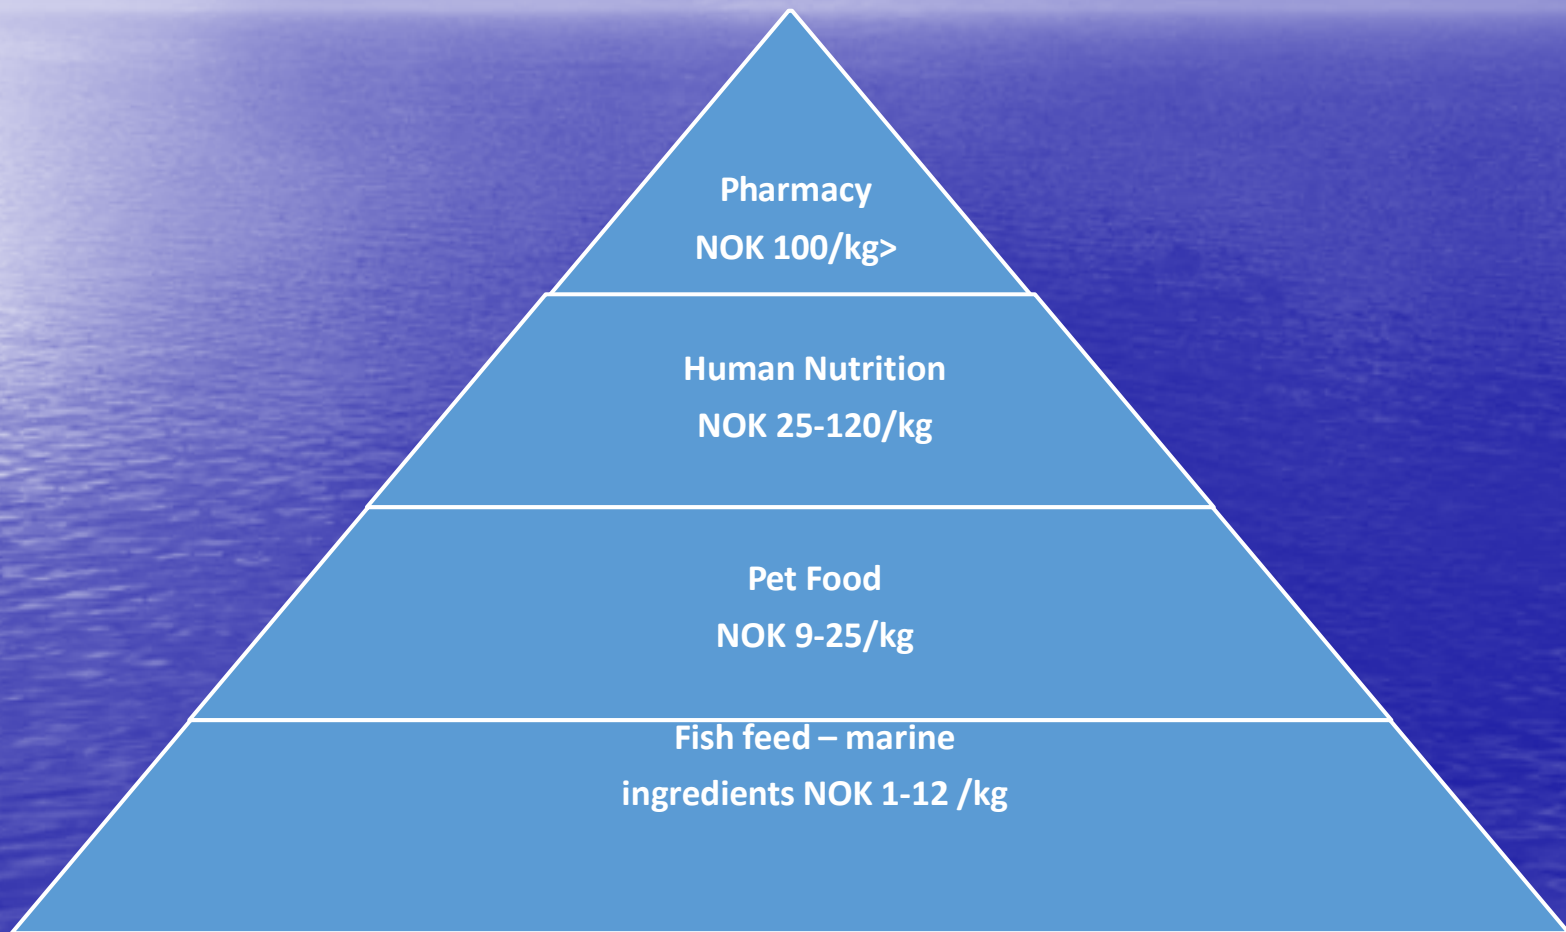 Pharmacy
NOK 100/kg>
Human Nutrition
NOK 25-120/kg
Pet Food
NOK 9-25/kg
Fish feed – marine
ingredients NOK 1-12 /kg